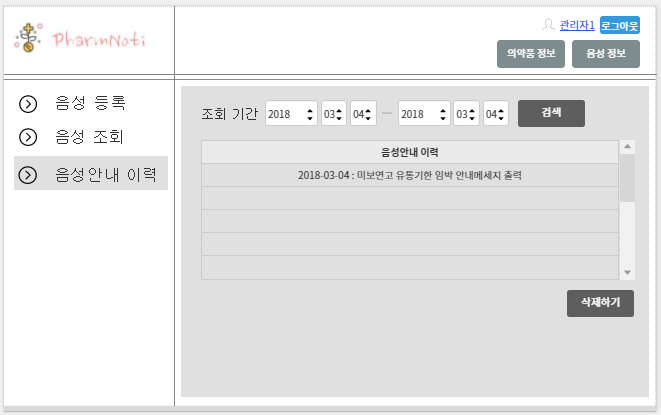 PharmNoti
관리자1 로그아웃
의약품 정보 음성 정보
음성 등록
음성 조회
음성안내 이력
조회 기간 2018 03 04 — 2018 03 04 검색
음성안내 이력
2018-03-04 : 미보연고 유통기한 임박 안내메세지 출력
삭제하기